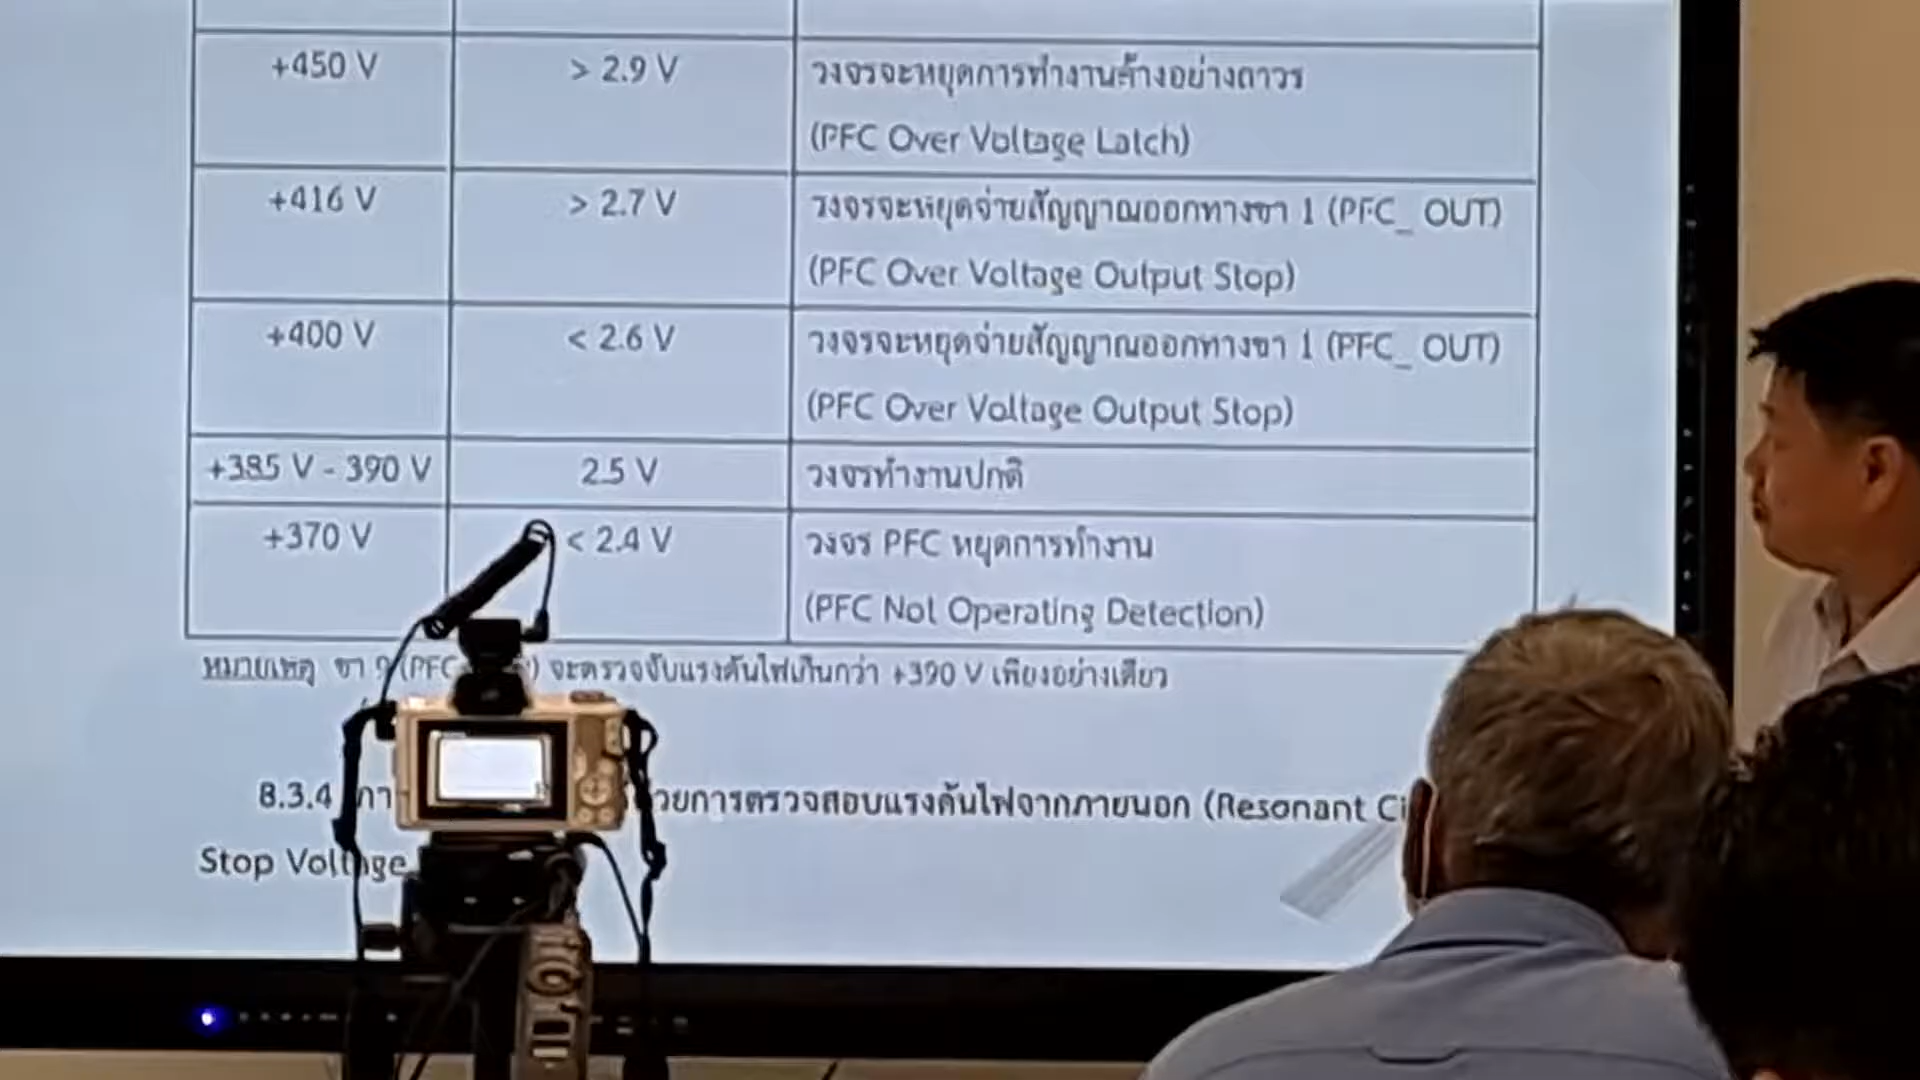 +450 V
> 2.9 V
วงจรจะหยุดการทำงานค้างอย่างถาวร
(PFC Over Voltage Latch)
+416 V
> 2.7 V
วงจรจะหยุดจ่ายสัญญาณออกทางขา 1 (PFC_ OUT)
(PFC Over Voltage Output Stop)
+400 V
< 2.6 V
วงจรจะหยุดจ่ายสัญญาณออกทางขา 1 (PFC_ OUT)
(PFC Over Voltage Output Stop)
+385 V - 390 V
2.5 V
วงจรทำงานปกติ
+370 V
< 2.4 V
วงจร PFC หยุดการทำงาน
(PFC Not Operating Detection)
หมายเหตุ ขา 9 (PFC จะตรวจจับแรงดันไฟเกินกว่า +390 V เพียงอย่างเดียว
8.3.4 ด้วยการตรวจสอบแรงดันไฟจากภายนอก (Resonant
Stop Voltage